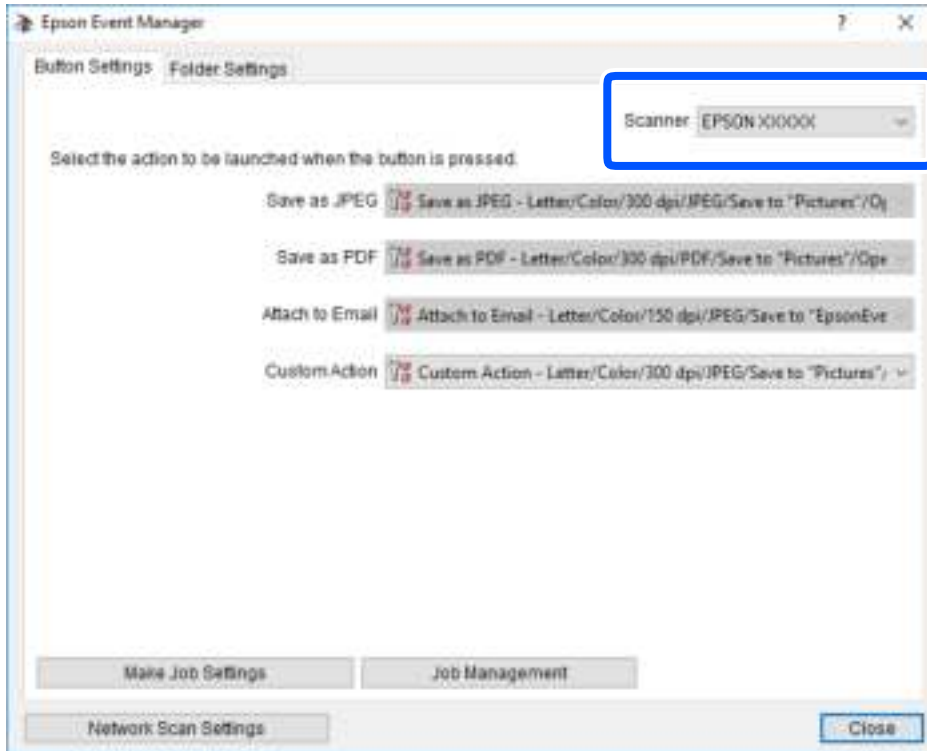 Epson Event Manager
Button Settings Folder Settings
Scanner EPSON XXXXX
Select the action to be launched when the button is pressed.
Save as JPEG Save as JPEG - Letter/Color/300 dpi/JPEG/Save to "Pictures"/Op
Save as PDF Save as PDF - Letter/Color/300 dpi/PDF/Save to "Pictures"/Ope
Attach to Email Attach to Email - Letter/Color/150 dpi/JPEG/Save to "EpsonEve
Custom Action Custom Action - Letter/Color/300 dpi/JPEG/Save to "Pictures"/
Make Job Settings Job Management
Network Scan Settings Close